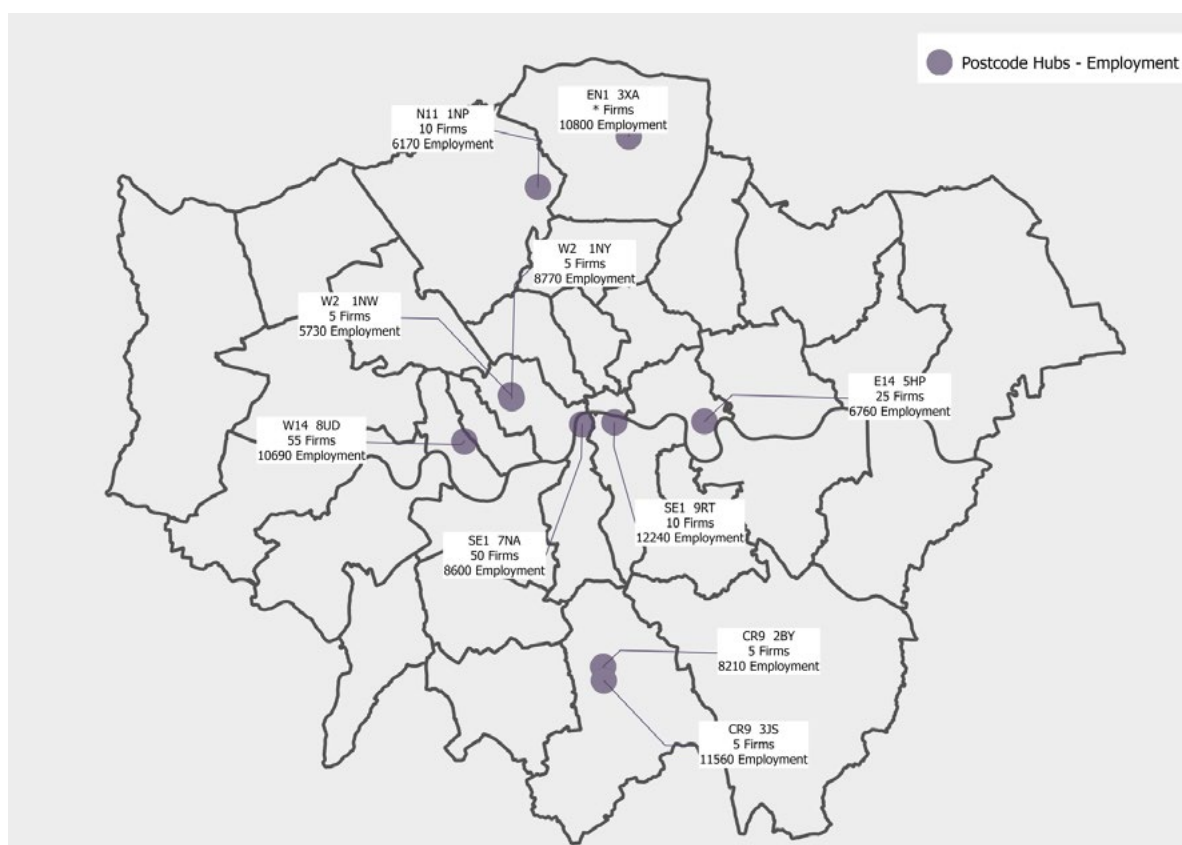 Postcode Hubs - Employment
EN1 3XA
* Firms
10800 Employment
N11 1NP
10 Firms
6170 Employment
W2 1NY
5 Firms
8770 Employment
W2 1NW
5 Firms
5730 Employment
E14 5HP
25 Firms
6760 Employment
W14 8UD
55 Firms
10690 Employment
SE1 9RT
10 Firms
12240 Employment
SE1 7NA
50 Firms
8600 Employment
CR9 2BY
5 Firms
8210 Employment
CR9 3JS
5 Firms
11560 Employment